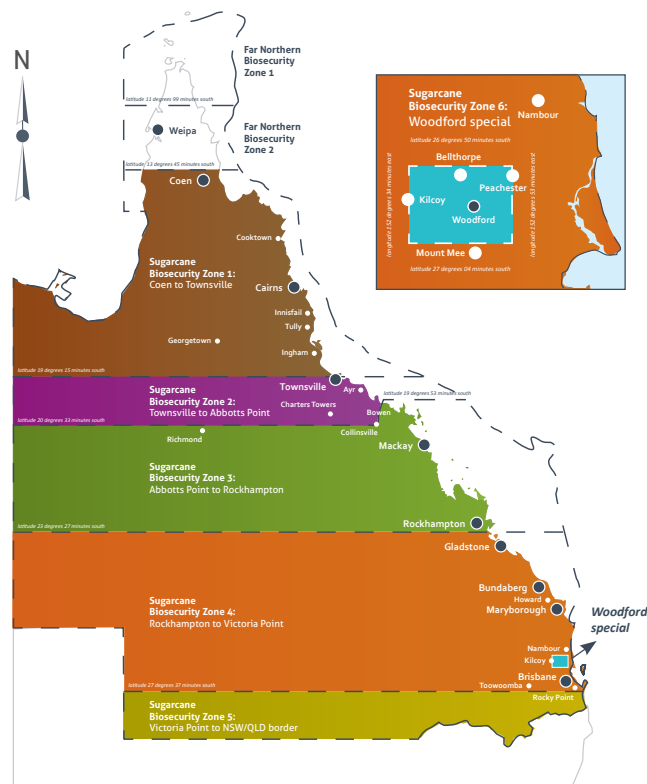 N
Far Northern
Biosecurity
Zone 1
latitude 11 degrees 99 minutes south
Weipa
Far Northern
Biosecurity
Zone 2
latitude 13 degrees 45 minutes south
Coen
Cooktown
Sugarcane
Biosecurity Zone 1:
Coen to Townsville
Cairns
Innisfail
Tully
Georgetown
Ingham
latitude 19 degrees 15 minutes south
Townsville
Sugarcane
Biosecurity Zone 2:
Townsville to Abbotts Point
Ayr
latitude 19 degrees 53 minutes south
Charters Towers
Bowen
latitude 20 degrees 33 minutes south
Collinsville
Richmond
Mackay
Sugarcane
Biosecurity Zone 3:
Abbotts Point to Rockhampton
Rockhampton
latitude 23 degrees 27 minutes south
Gladstone
Bundaberg
Howard
Maryborough
Sugarcane
Biosecurity Zone 4:
Rockhampton to Victoria Point
Woodford
special
Nambour
Kilcoy
Brisbane
Toowoomba
Rocky Point
latitude 27 degrees 37 minutes south
Sugarcane
Biosecurity Zone 5:
Victoria Point to NSW/QLD border
Sugarcane
Biosecurity Zone 6:
Woodford special
Nambour
latitude 26 degrees 50 minutes south
Bellthorpe
Peachester
Kilcoy
Woodford
longitude 152 degrees 34 minutes east
longitude 152 degrees 53 minutes east
Mount Mee
latitude 27 degrees 04 minutes south